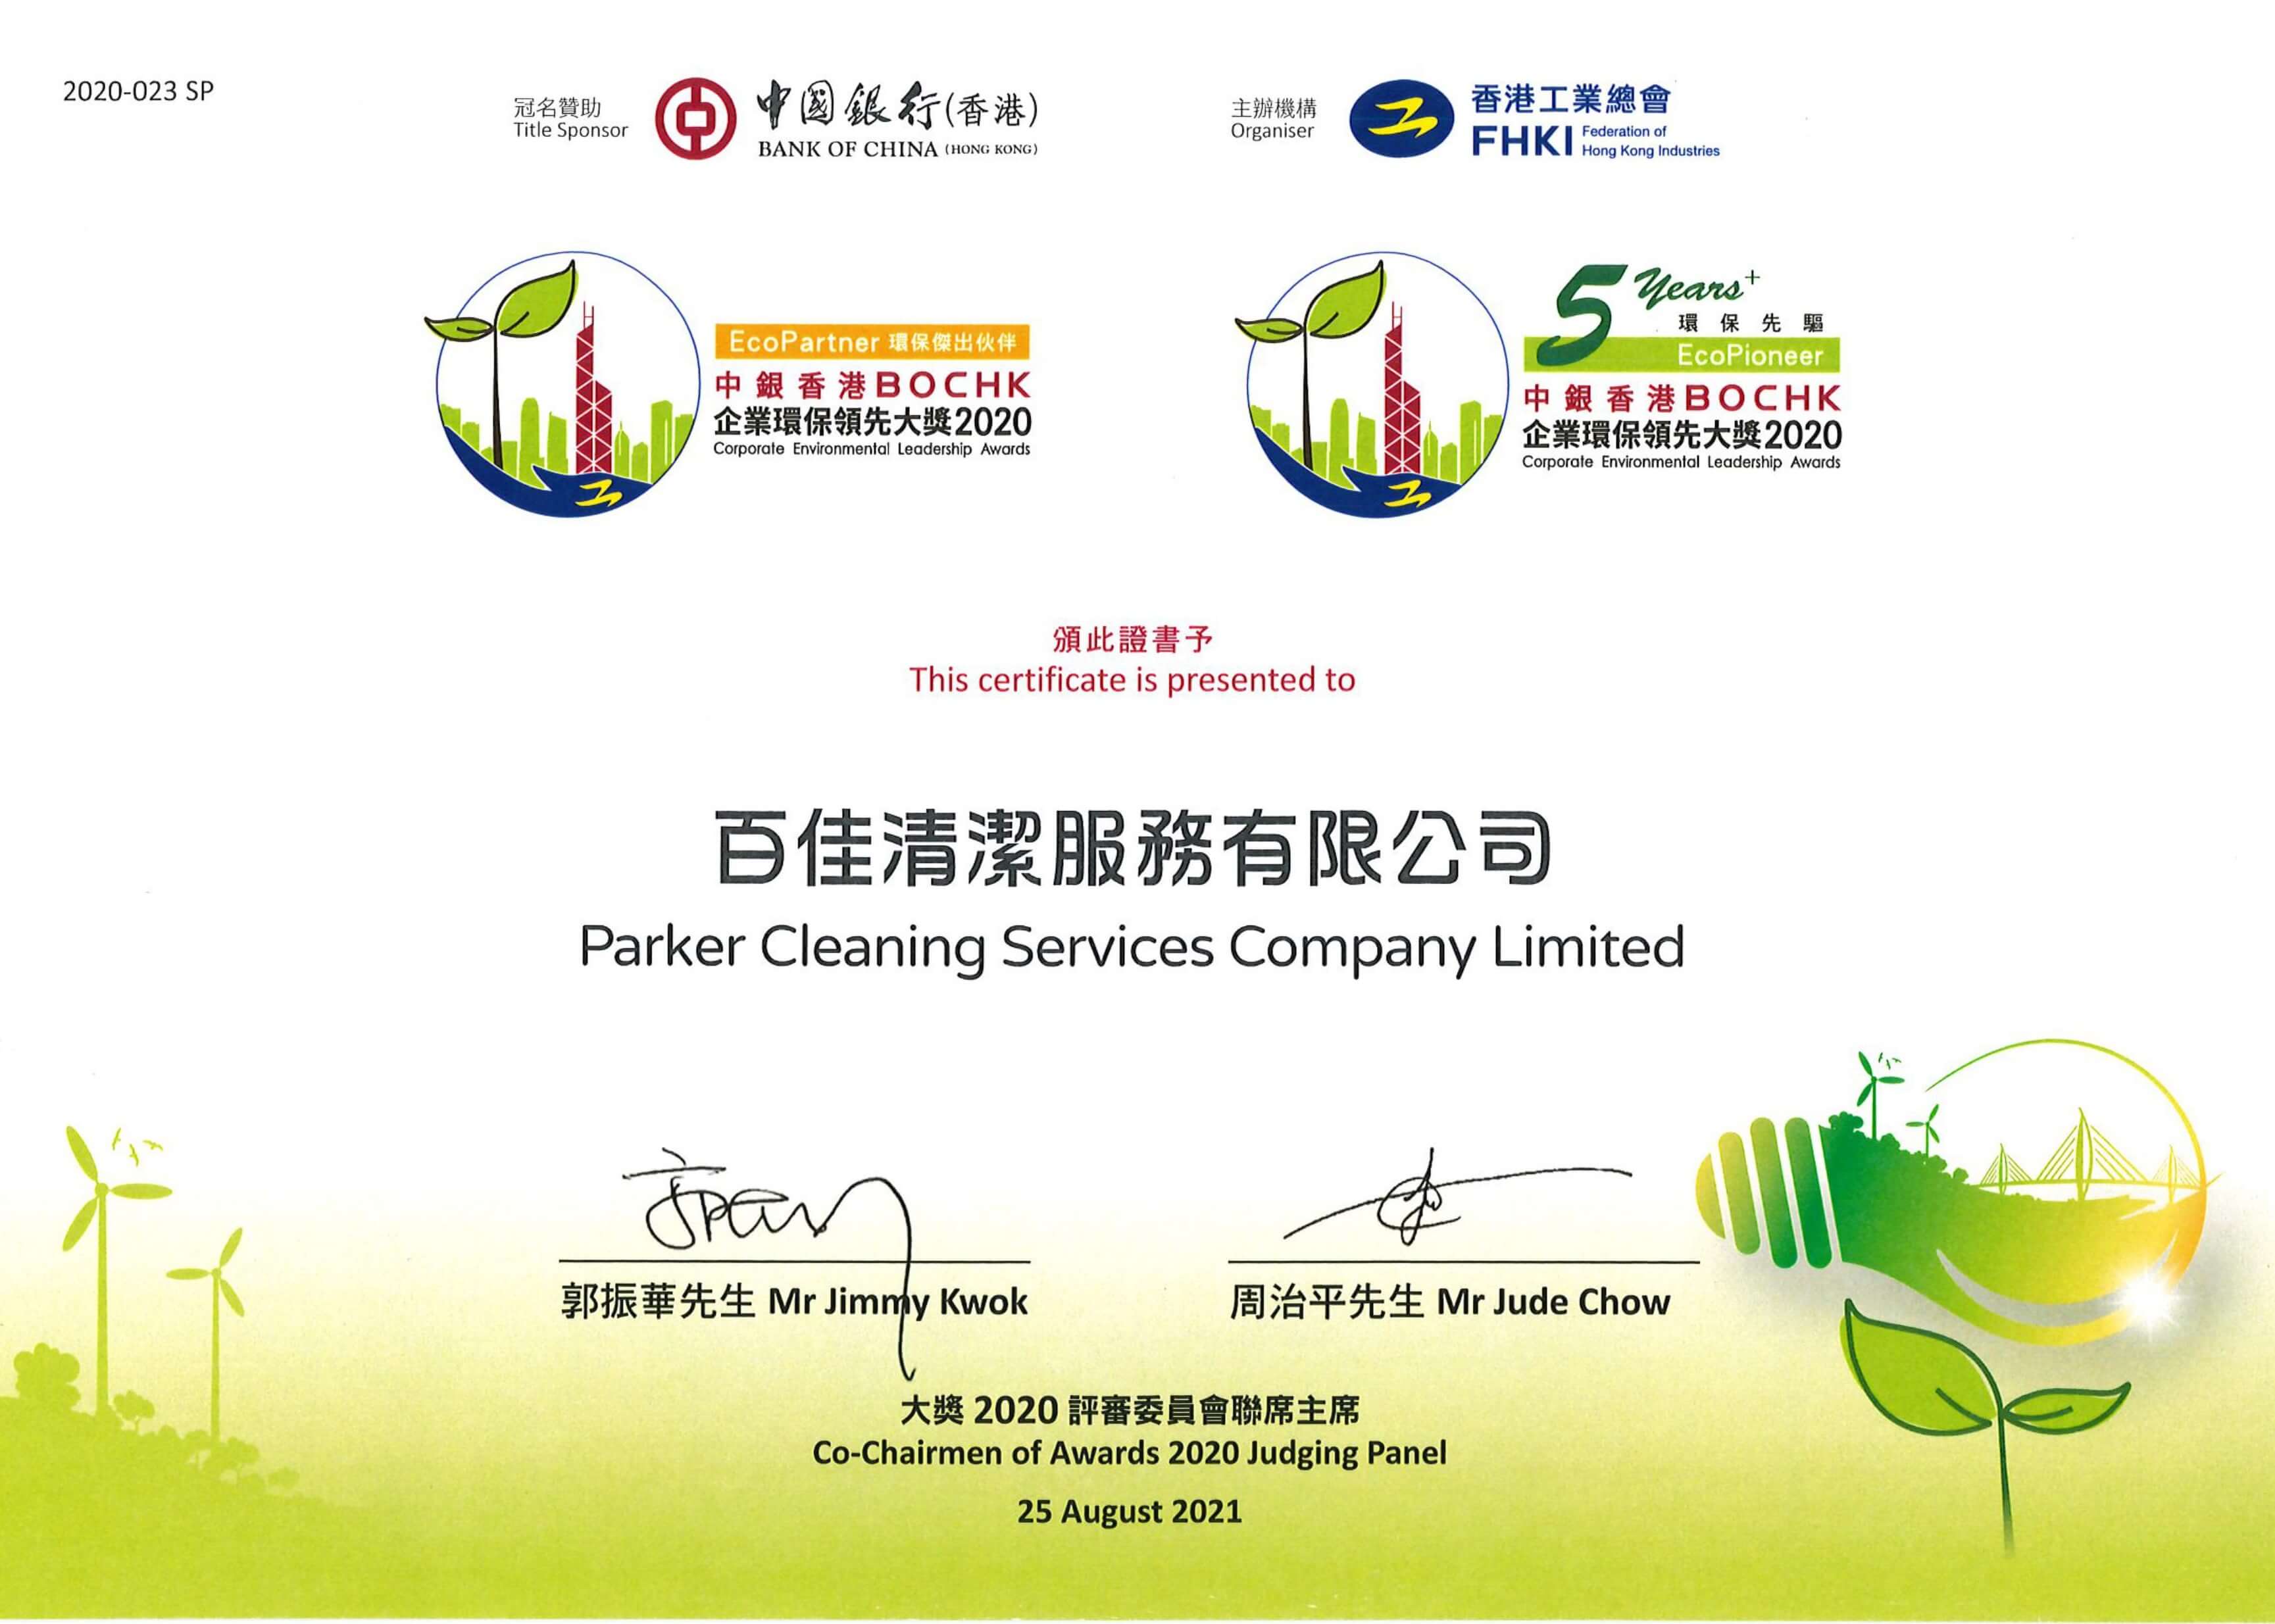 2020-023 SP
冠名贊助
Title Sponsor
中國銀行(香港)
BANK OF CHINA (HONG KONG)
主辦機構
Organiser
香港工業總會
FHKI Federation of
Hong Kong Industries
EcoPartner 環保傑出伙伴
中銀香港BOCHK
企業環保領先大獎2020
Corporate Environmental Leadership Awards
5 Years+
環保先驅
EcoPioneer
中銀香港BOCHK
企業環保領先大獎2020
Corporate Environmental Leadership Awards
頒此證書予
This certificate is presented to
百佳清潔服務有限公司
Parker Cleaning Services Company Limited
郭振華先生 Mr Jimmy Kwok
周治平先生 Mr Jude Chow
大獎 2020 評審委員會聯席主席
Co-Chairmen of Awards 2020 Judging Panel
25 August 2021